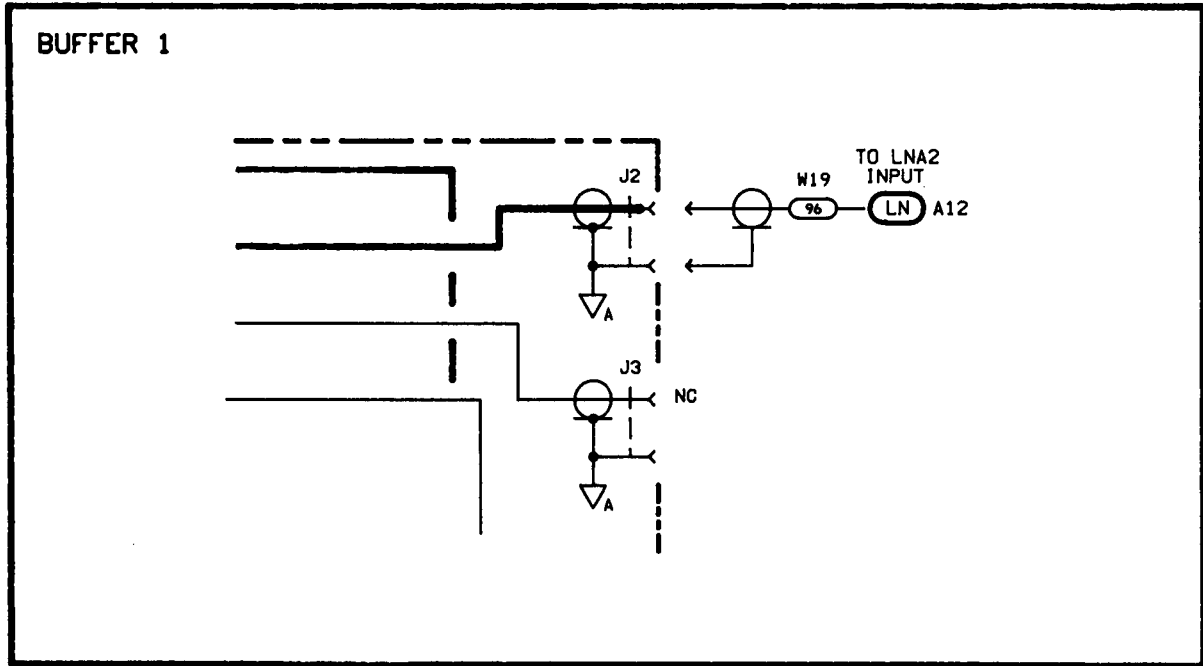 BUFFER 1
TO LNA2
INPUT
J2
W19
96
LN
A12
A
J3
NC
A